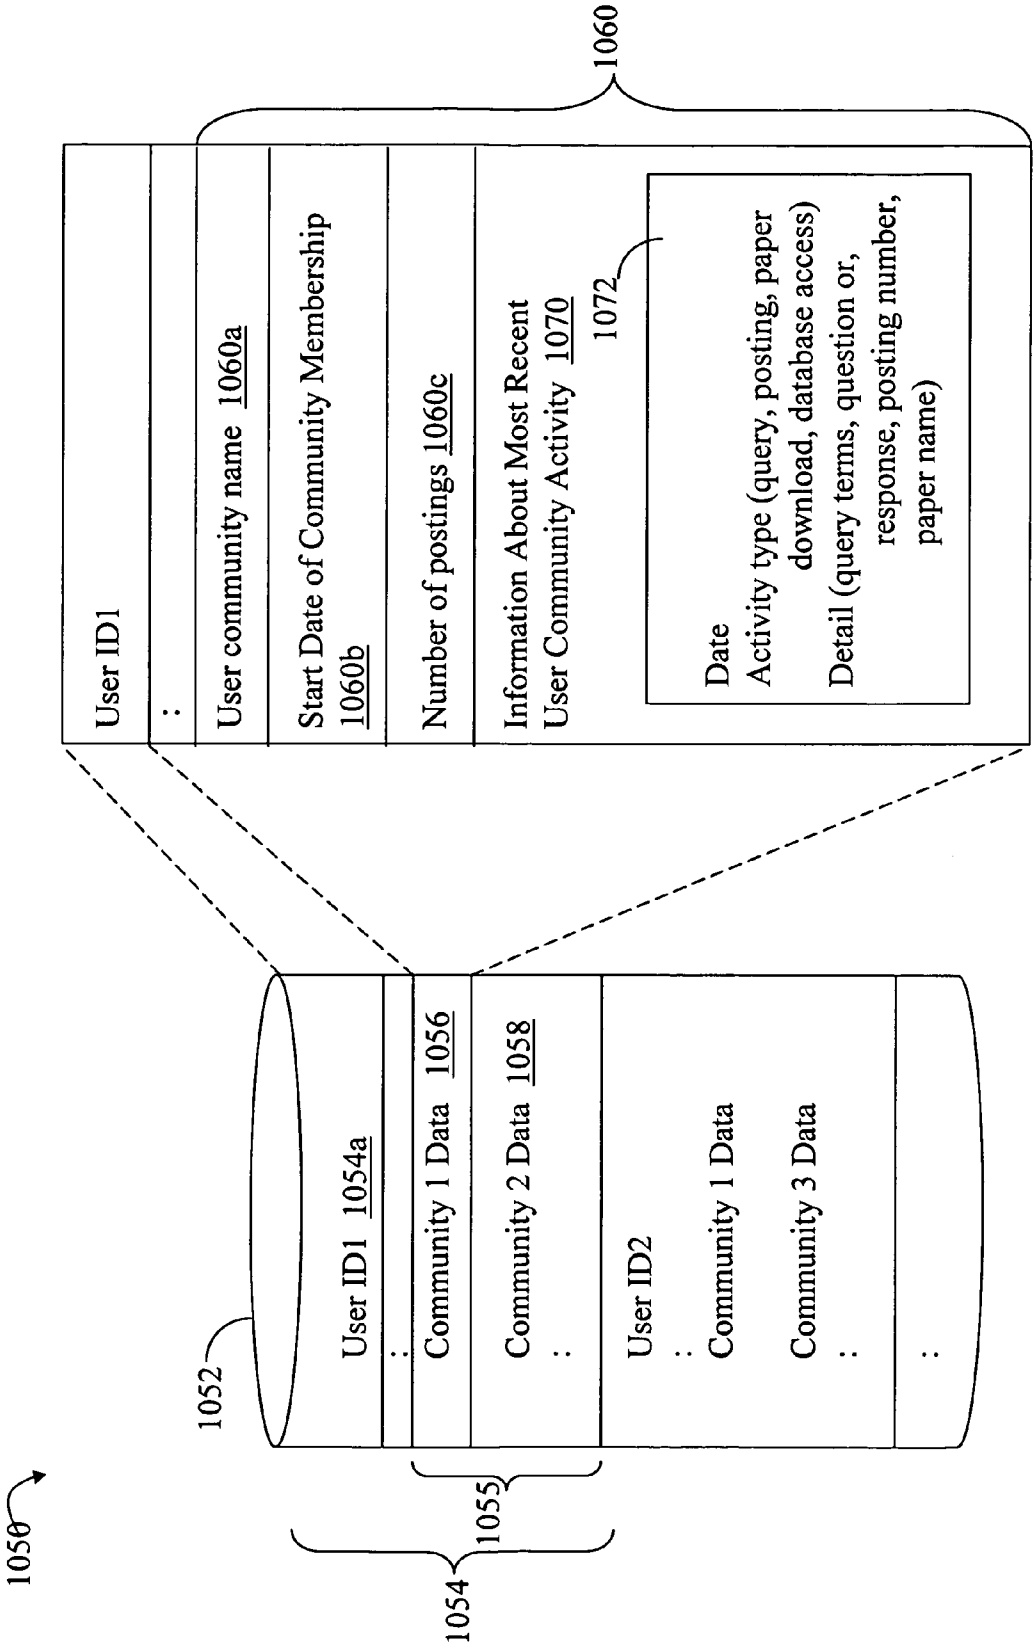 1050
1052
User ID1 1054a
:
Community 1 Data 1056
Community 2 Data 1058
:
User ID2
:
Community 1 Data
Community 3 Data
:
:
1055
1054
User ID1
:
User community name 1060a
Start Date of Community Membership
1060b
Number of postings 1060c
Information About Most Recent
User Community Activity 1070
1072
Date
Activity type (query, posting, paper
download, database access)
Detail (query terms, question or,
response, posting number,
paper name)
1060